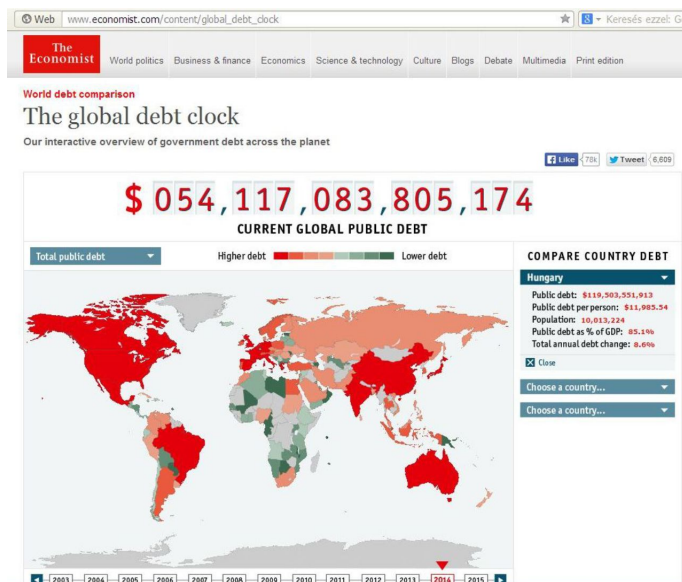 Web www.economist.com/content/global_debt_clock Keresés ezzel: G
The
Economist
World politics Business & finance Economics Science & technology Culture Blogs Debate Multimedia Print edition
World debt comparison
The global debt clock
Our interactive overview of government debt across the planet
Like 78k Tweet 6,609
$ 054,117,083,805,174
CURRENT GLOBAL PUBLIC DEBT
Total public debt
Higher debt Lower debt
COMPARE COUNTRY DEBT
Hungary
Public debt: $119,503,551,913
Public debt per person: $11,985.54
Population: 10,013,224
Public debt as % of GDP: 85.1%
Total annual debt change: 8.6%
Close
Choose a country...
Choose a country...
2003 2004 2005 2006 2007 2008 2009 2010 2011 2012 2013 2014 2015